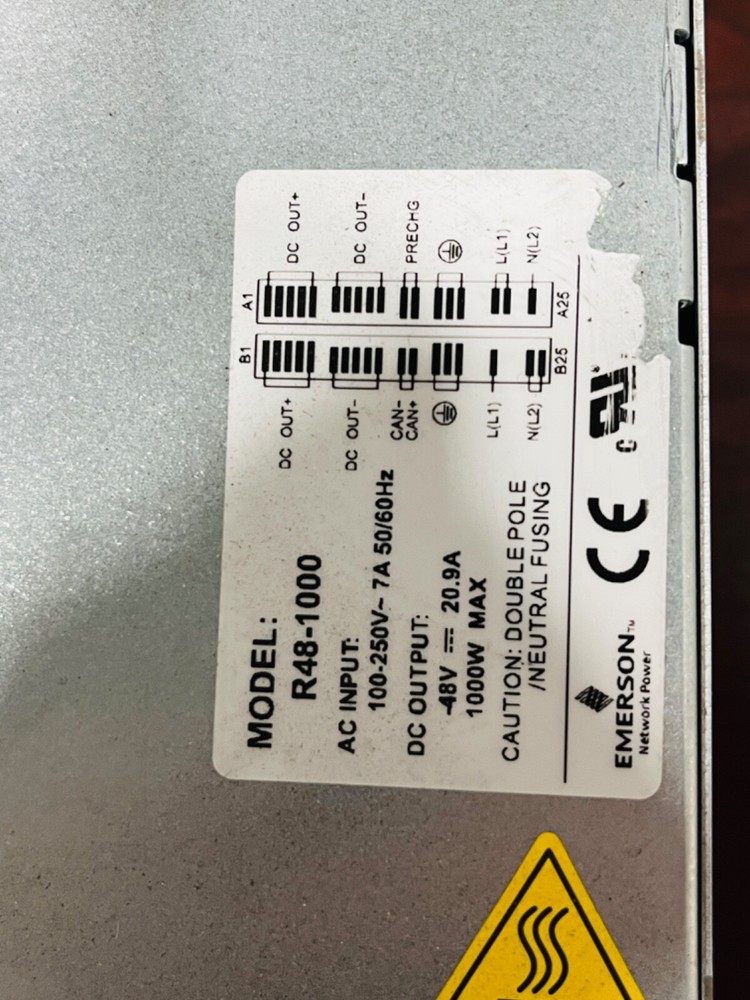 MODEL:
R48-1000
AC INPUT:
100-250V~ 7A 50/60Hz
DC OUTPUT:
-48V ⎓ 20.9A
1000W MAX
CAUTION: DOUBLE POLE
/NEUTRAL FUSING
EMERSON™
Network Power
CE
B1
A1
DC OUT+
DC OUT+
DC OUT-
DC OUT-
CAN-
CAN+
PRECHG
L(L1)
L(L1)
N(L2)
N(L2)
B25
A25